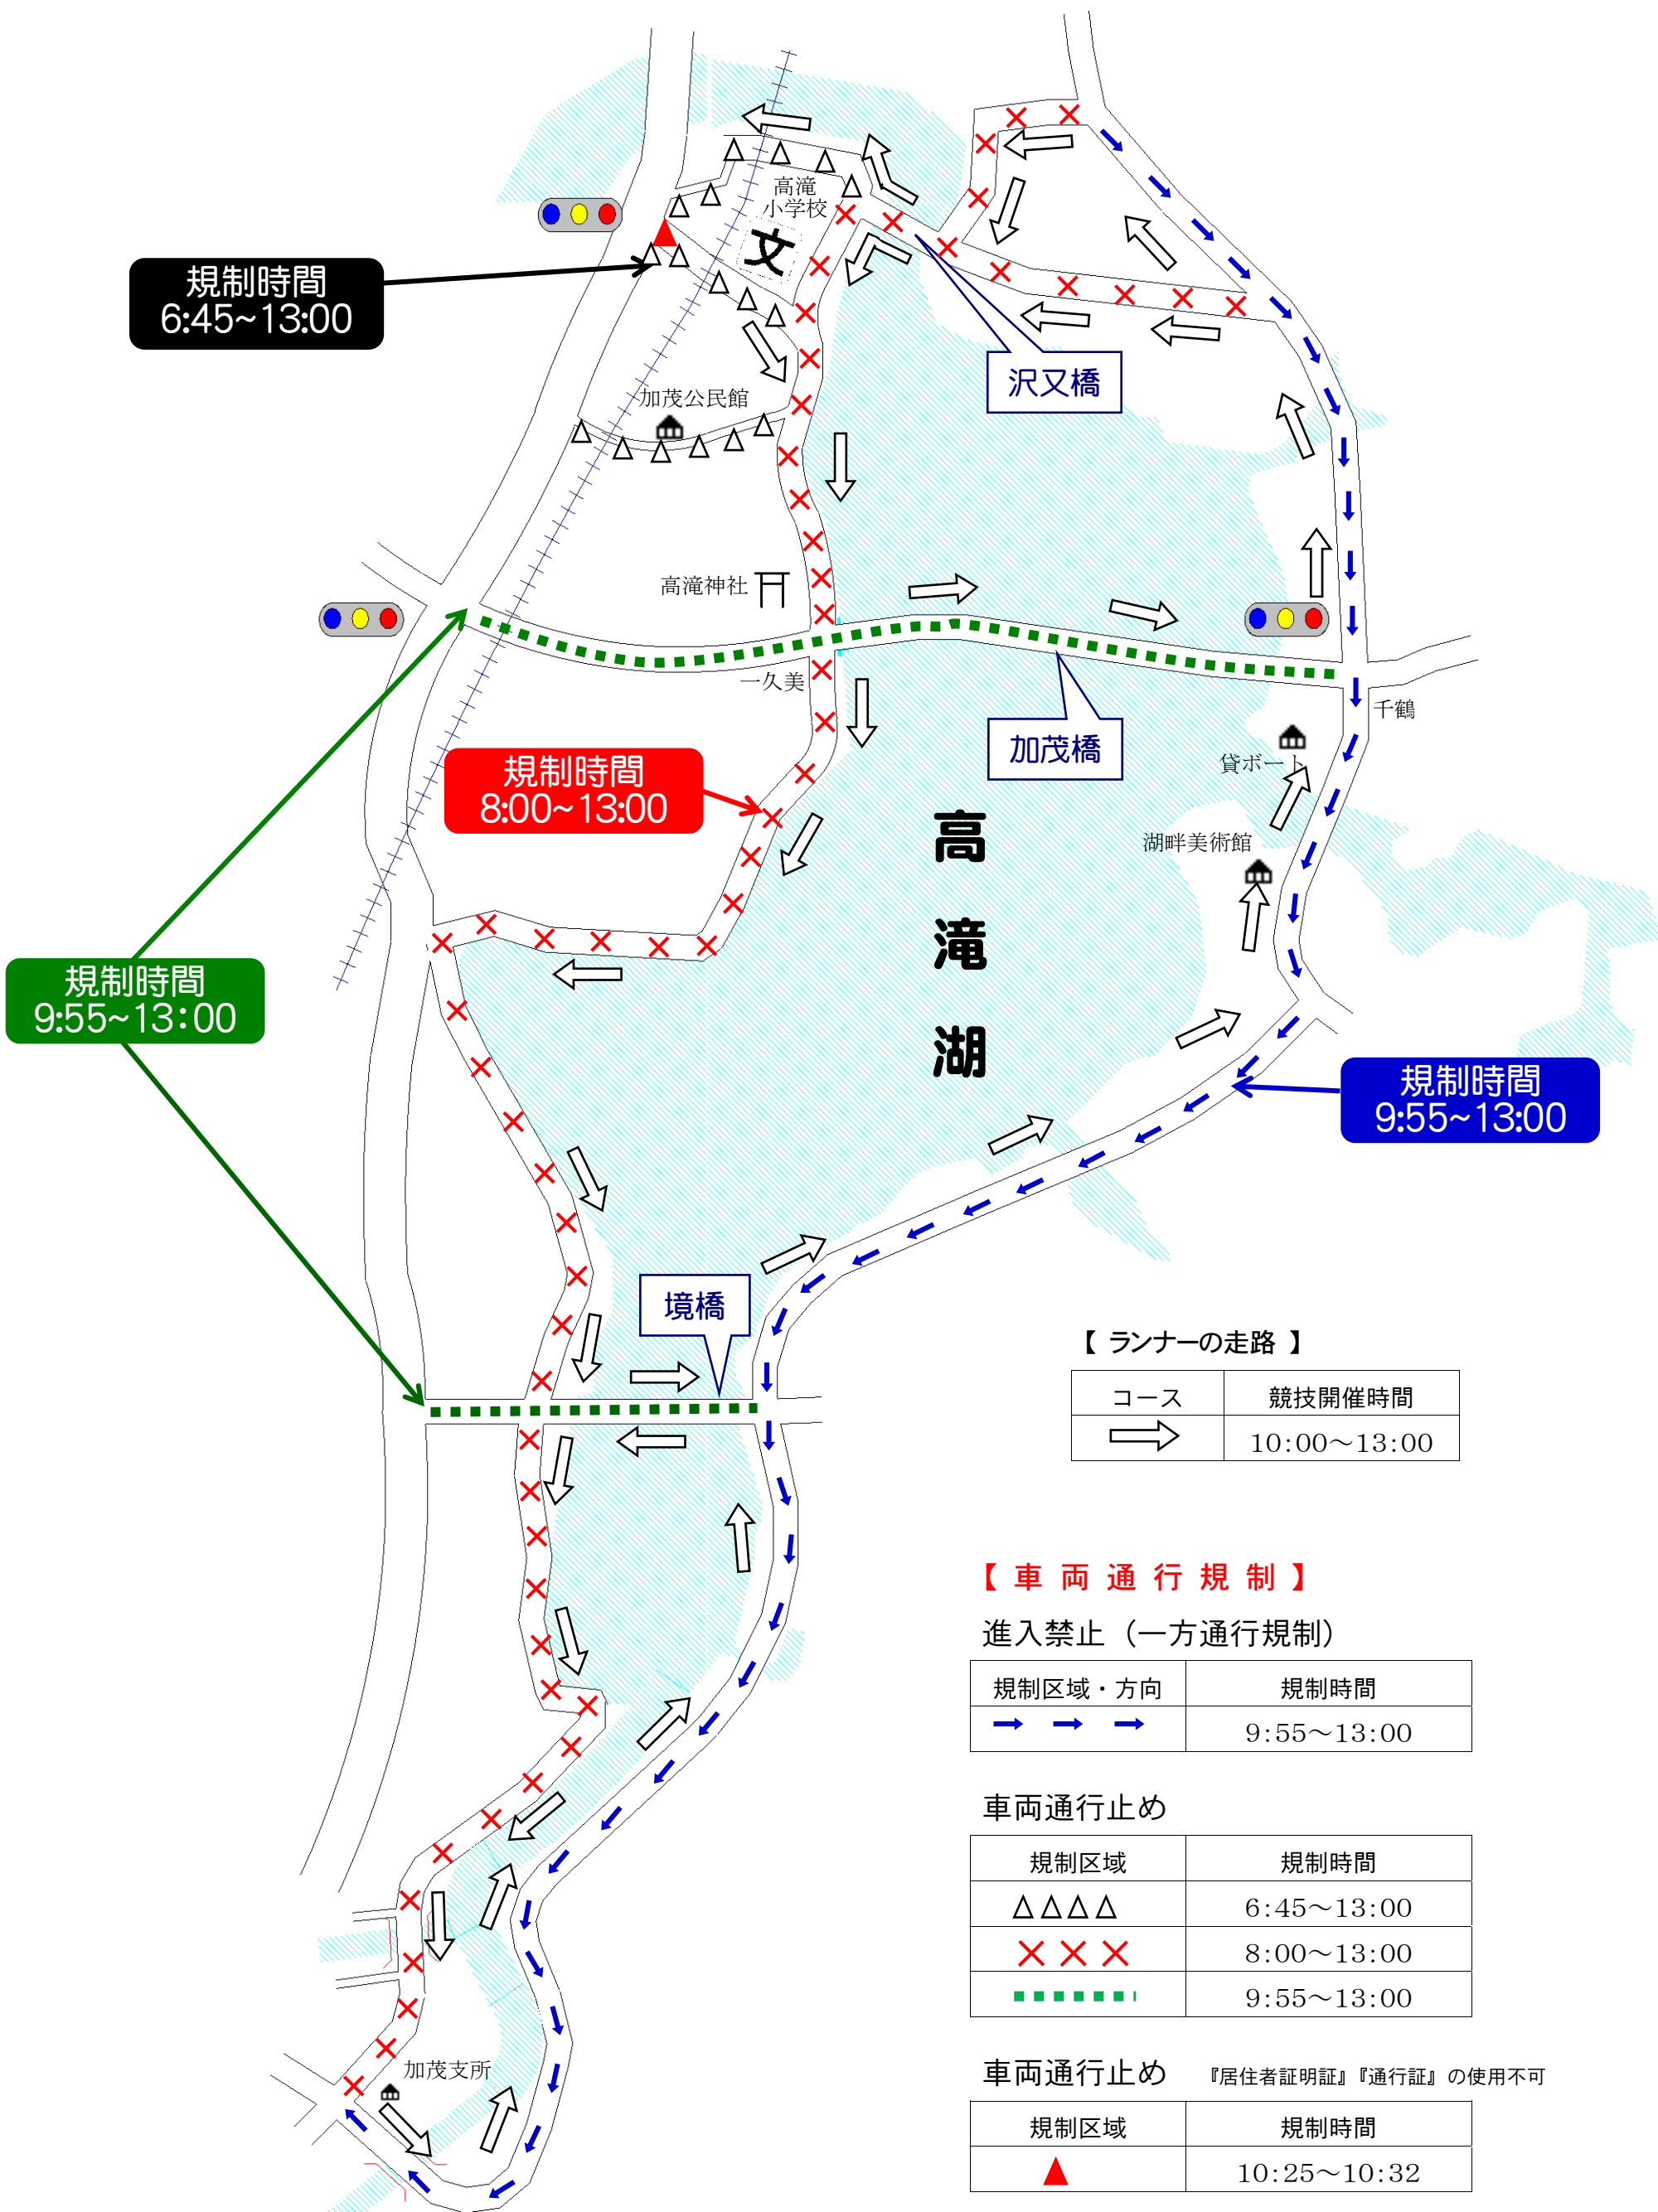 高滝
小学校
文
規制時間
6:45~13:00
沢又橋
加茂公民館
高滝神社
一久美
千鶴
加茂橋
貸ボート
規制時間
8:00~13:00
高滝湖
湖畔美術館
規制時間
9:55~13:00
規制時間
9:55~13:00
境橋
【 ランナーの走路 】
コース 競技開催時間
10:00～13:00
【 車 両 通 行 規 制 】
進入禁止（一方通行規制）
規制区域・方向 規制時間
9:55～13:00
車両通行止め
規制区域 規制時間
6:45～13:00
8:00～13:00
9:55～13:00
加茂支所
車両通行止め 『居住者証明証』『通行証』の使用不可
規制区域 規制時間
10:25～10:32